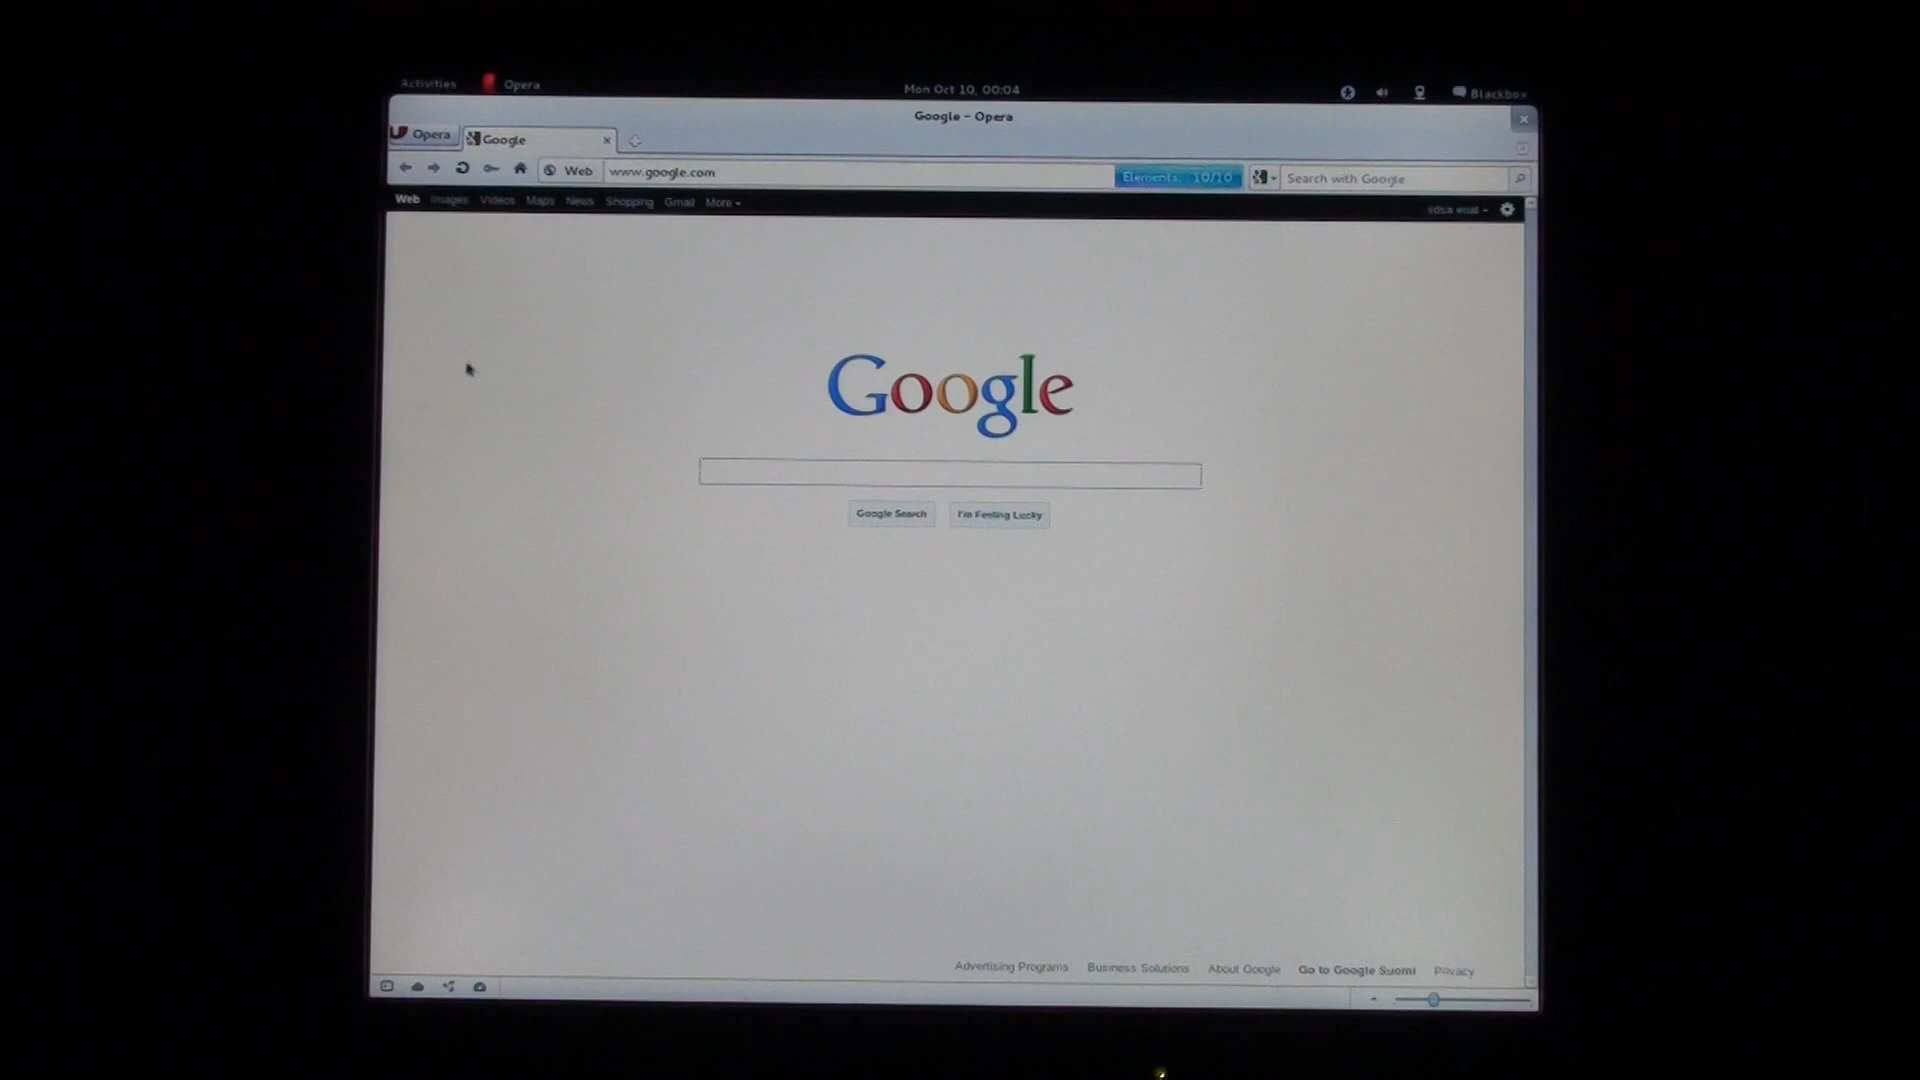 Activities Opera Mon Oct 10, 00:04 Blackbox
Google - Opera
Opera Google
Web www.google.com Elements: 10/10 Search with Google
Web Images Videos Maps News Shopping Gmail More
Google
Google Search I'm Feeling Lucky
Advertising Programs Business Solutions About Google Go to Google Suomi Privacy